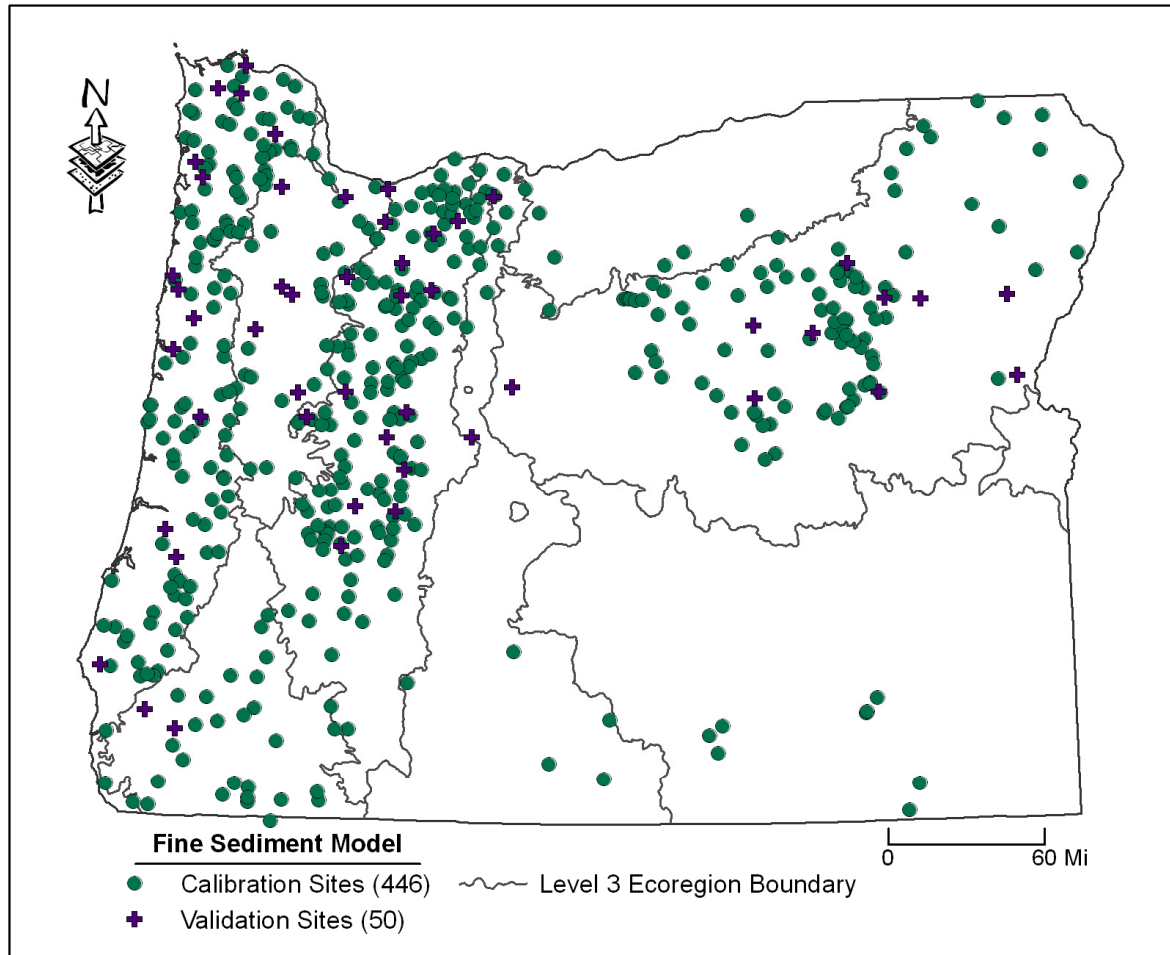 N
Fine Sediment Model
Calibration Sites (446)
Level 3 Ecoregion Boundary
Validation Sites (50)
0 60 Mi